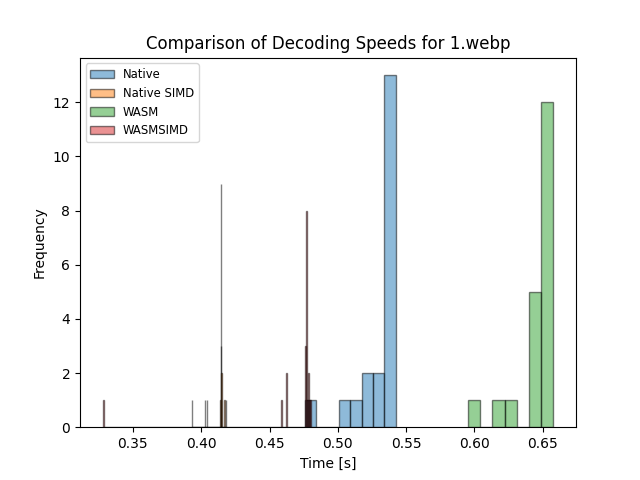 Comparison of Decoding Speeds for 1.webp
Native
Native SIMD
WASM
WASMSIMD
Frequency
12
10
8
6
4
2
0
0.35 0.40 0.45 0.50 0.55 0.60 0.65
Time [s]